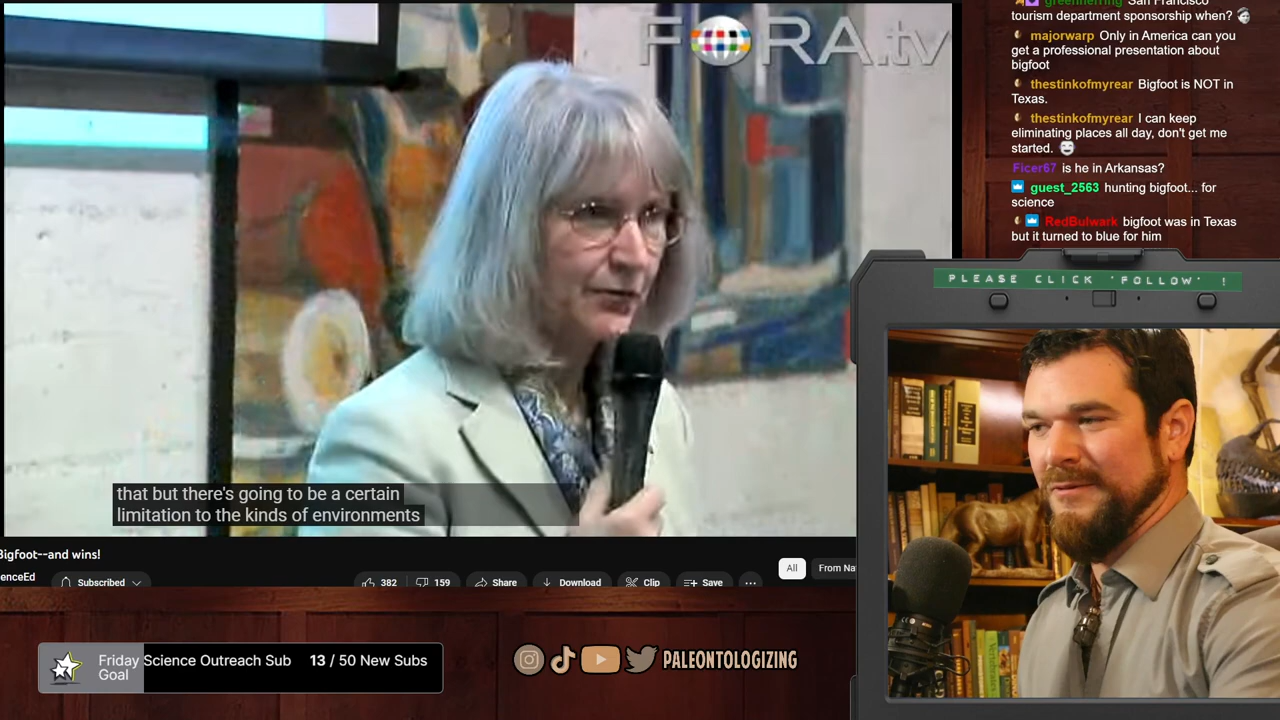 FORA.tv
greenherring San Francisco
tourism department sponsorship when?
majorwarp Only in America can you
get a professional presentation about
bigfoot
thestinkofmyrear Bigfoot is NOT in
Texas.
thestinkofmyrear I can keep
eliminating places all day, don't get me
started.
Ficer67 is he in Arkansas?
guest_2563 hunting bigfoot... for
science
RedBulwark bigfoot was in Texas
but it turned to blue for him
PLEASE CLICK 'FOLLOW' !
that but there's going to be a certain
limitation to the kinds of environments
Bigfoot--and wins!
enceEd
Subscribed
382
159
Share
Download
Clip
Save
All
From Na
Friday Science Outreach Sub
Goal
13 / 50 New Subs
PALEONTOLOGIZING